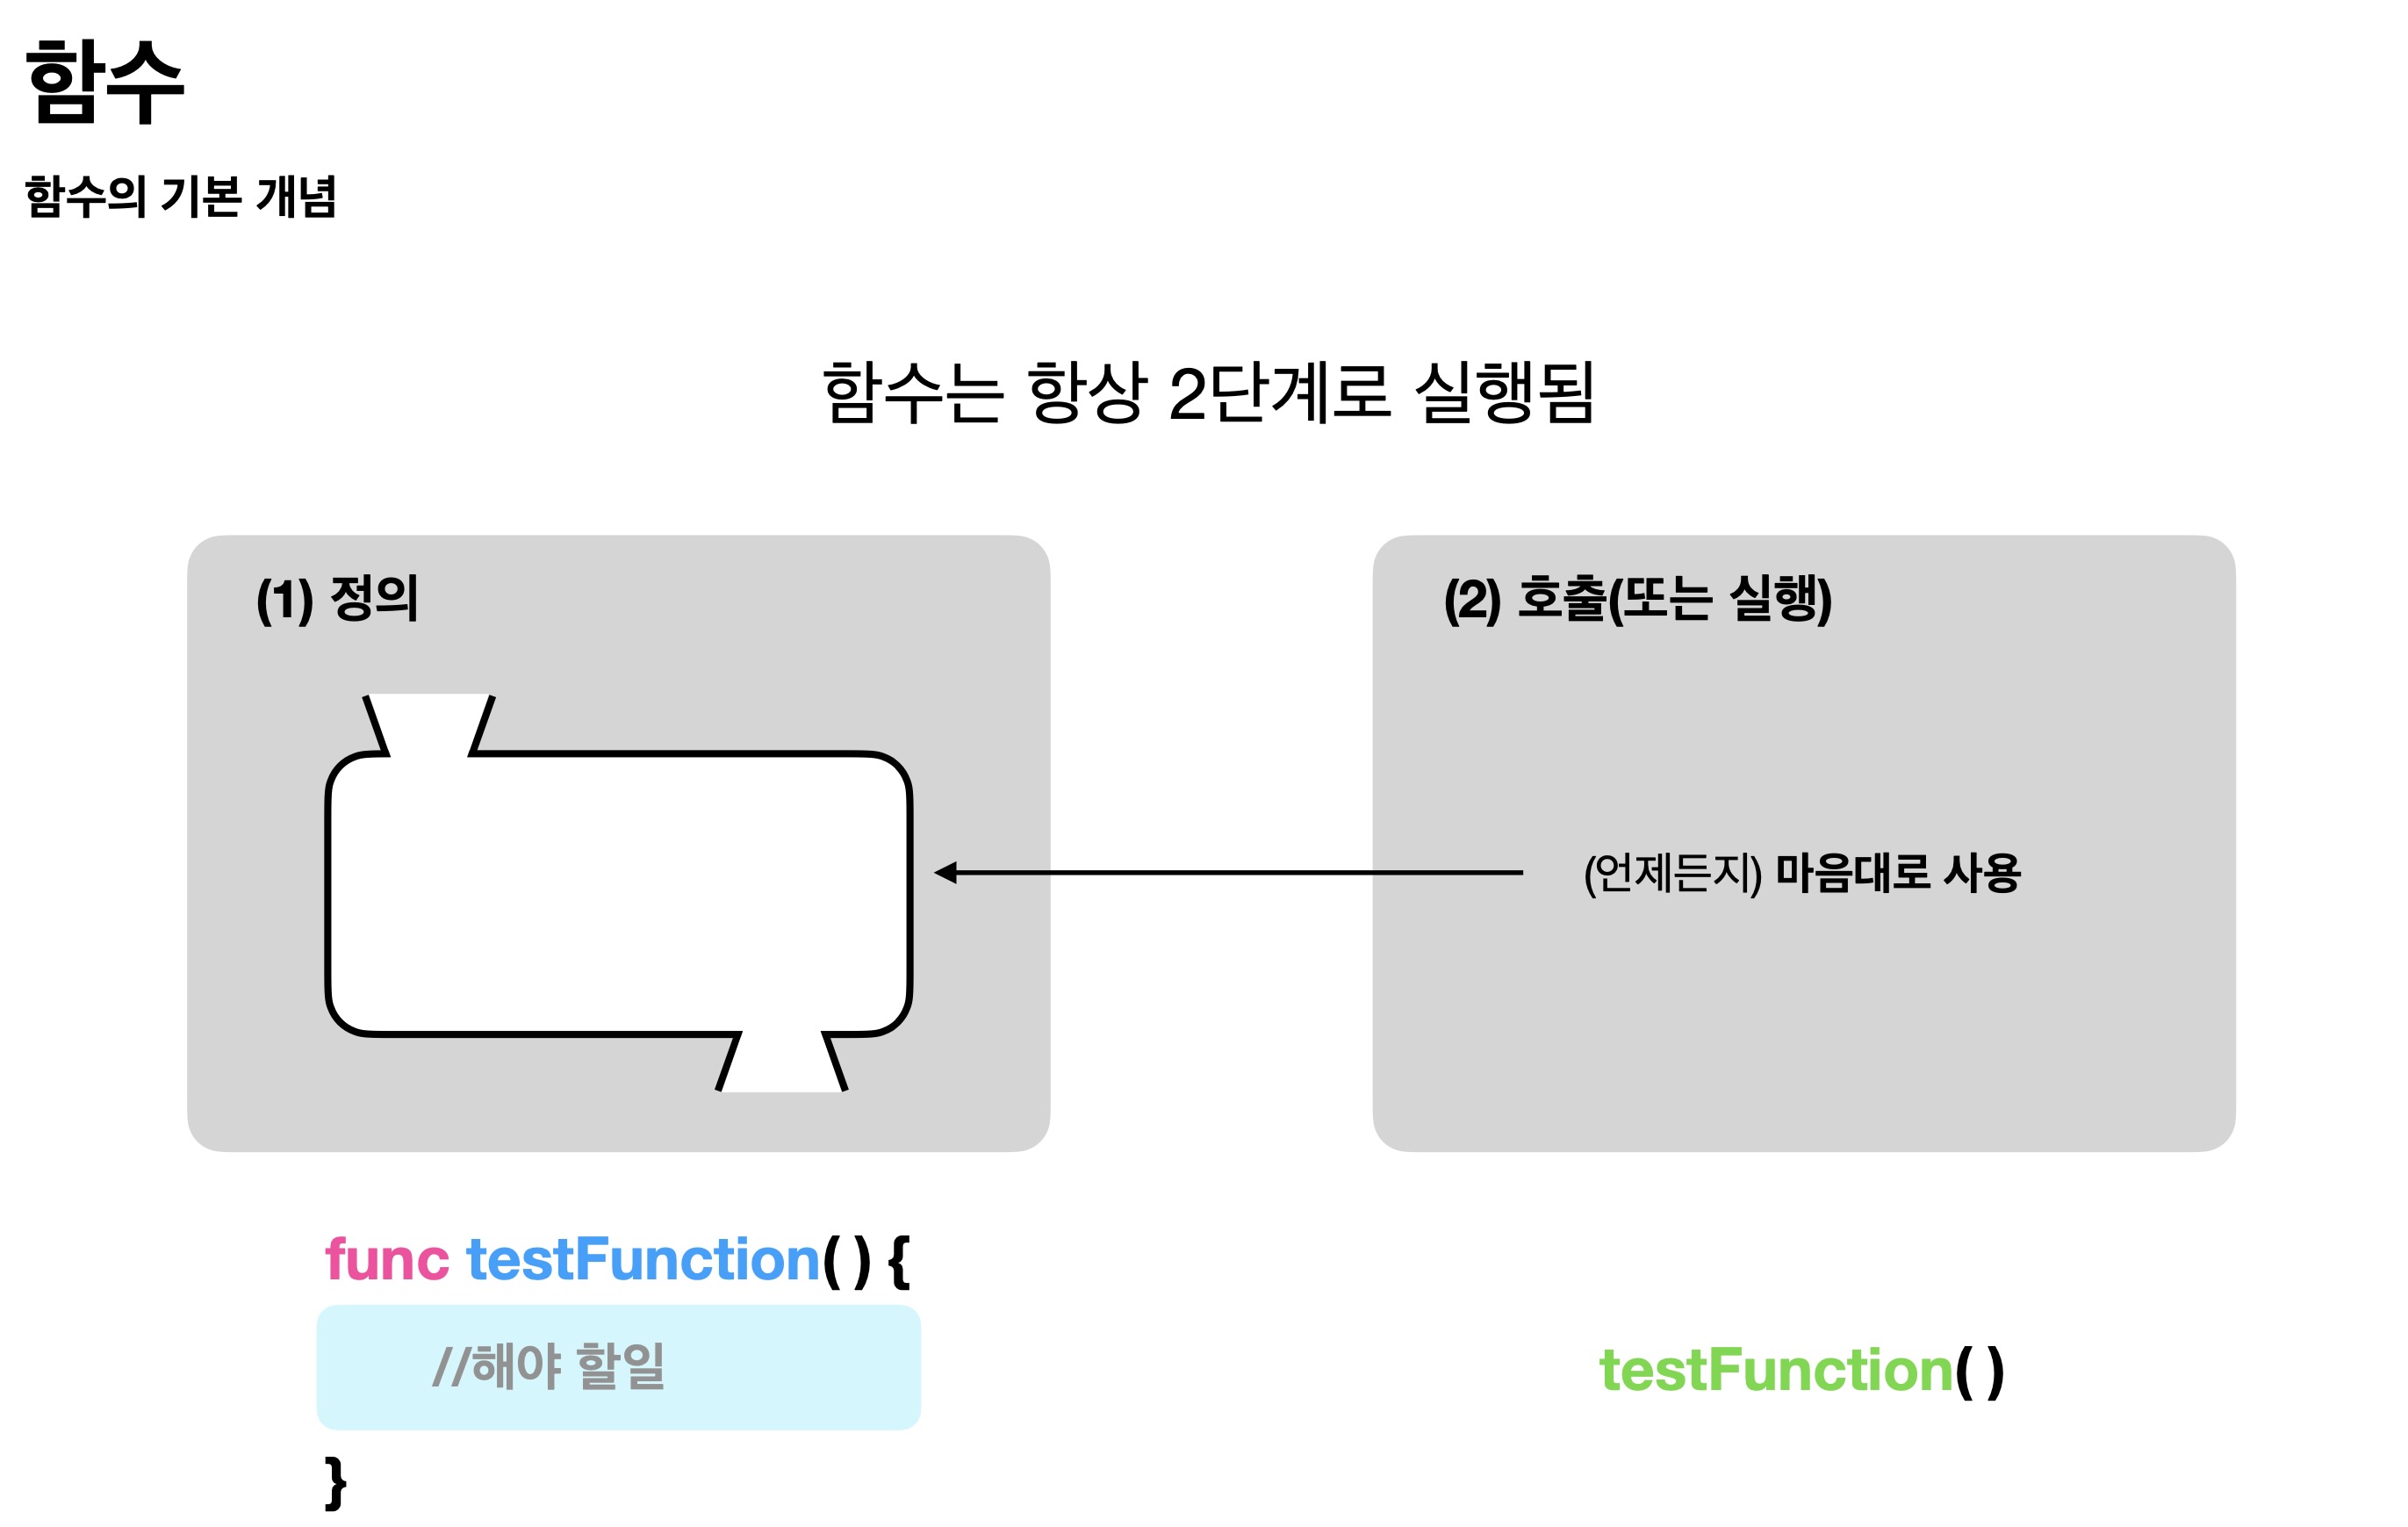 함수
함수의 기본 개념
함수는 항상 2단계로 실행됨
(1) 정의
(2) 호출(또는 실행)
(언제든지) 마음대로 사용
func testFunction( ) {
//해야 할일
}
testFunction( )